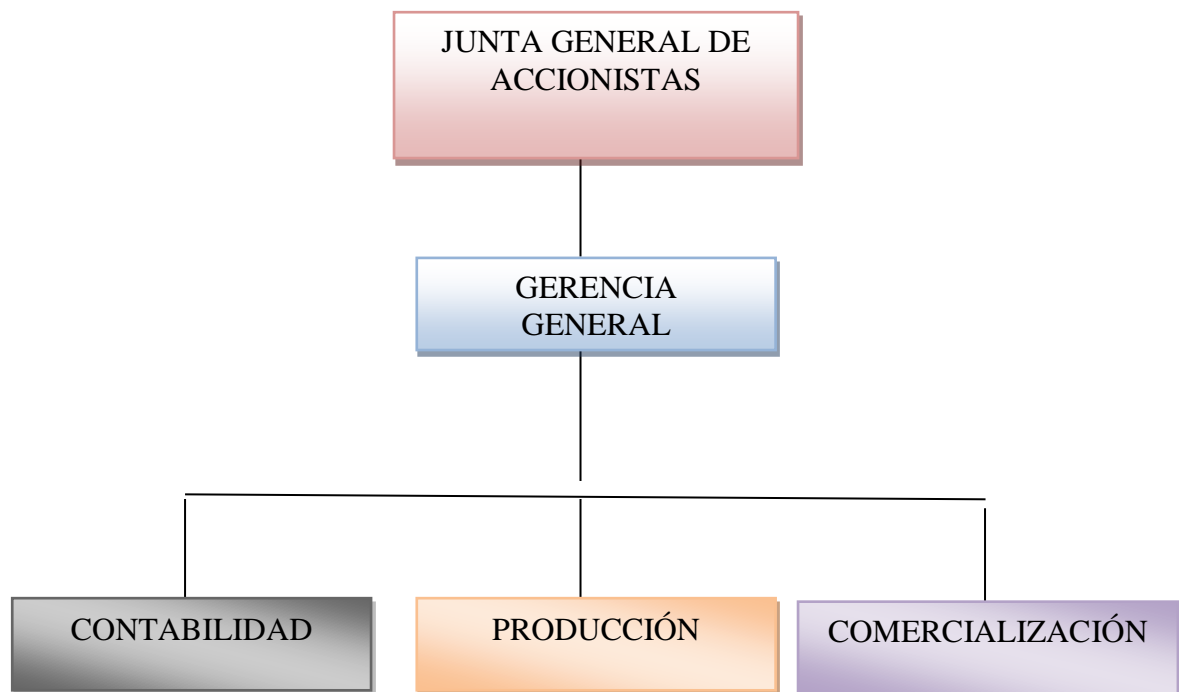 JUNTA GENERAL DE
ACCIONISTAS
GERENCIA
GENERAL
CONTABILIDAD
PRODUCCIÓN
COMERCIALIZACIÓN